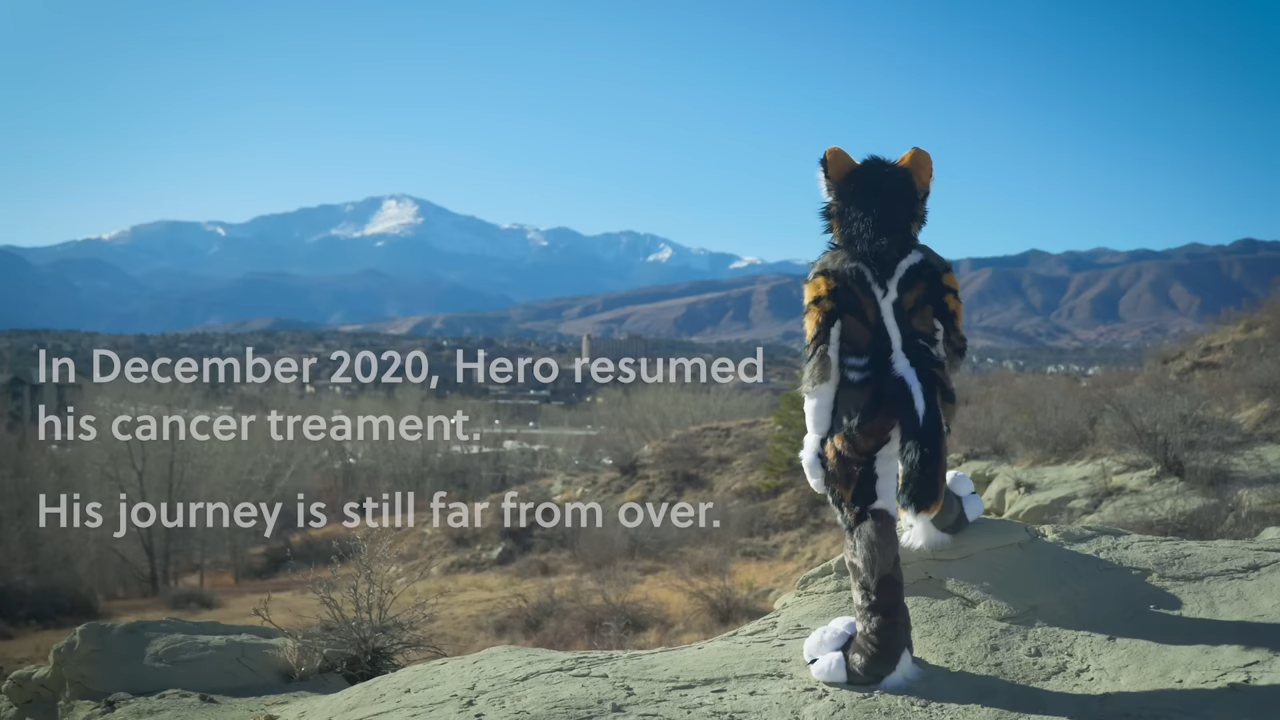 In December 2020, Hero resumed
his cancer treament.
His journey is still far from over.